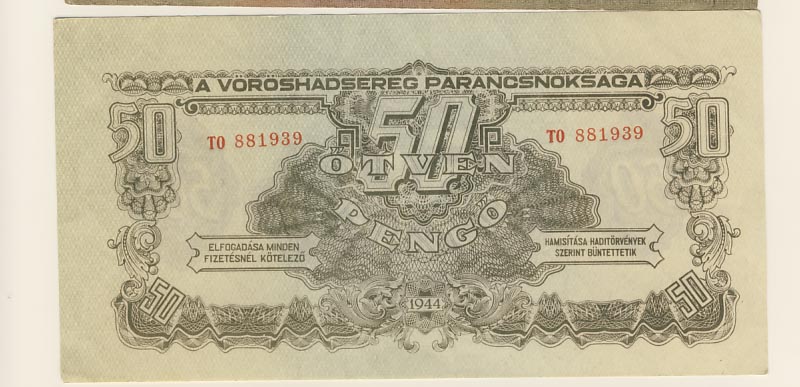 A VÖRÖSHADSEREG PARANCSNOKSÁGA
50 50 50
TO 881939 TO 881939
ÖTVEN
PENGŐ
ELFOGADÁSA MINDEN
FIZETÉSNÉL KÖTELEZŐ
HAMISÍTÁSA HADITÖRVÉNYEK
SZERINT BÜNTETTETIK
50 1944 50